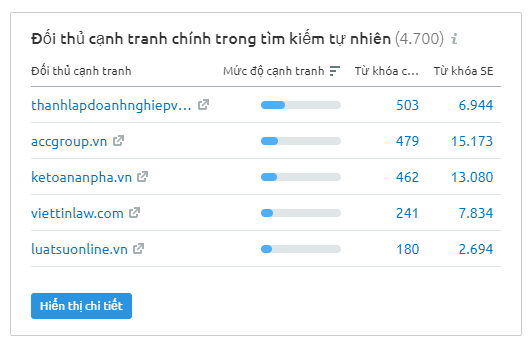 Đối thủ cạnh tranh chính trong tìm kiếm tự nhiên (4.700) i
Đối thủ cạnh tranh Mức độ cạnh tranh Từ khóa c... Từ khóa SE
thanhlapdoanhnghiepv... 503 6.944
accgroup.vn 479 15.173
ketoananpha.vn 462 13.080
viettinlaw.com 241 7.834
luatsuonline.vn 180 2.694
Hiển thị chi tiết